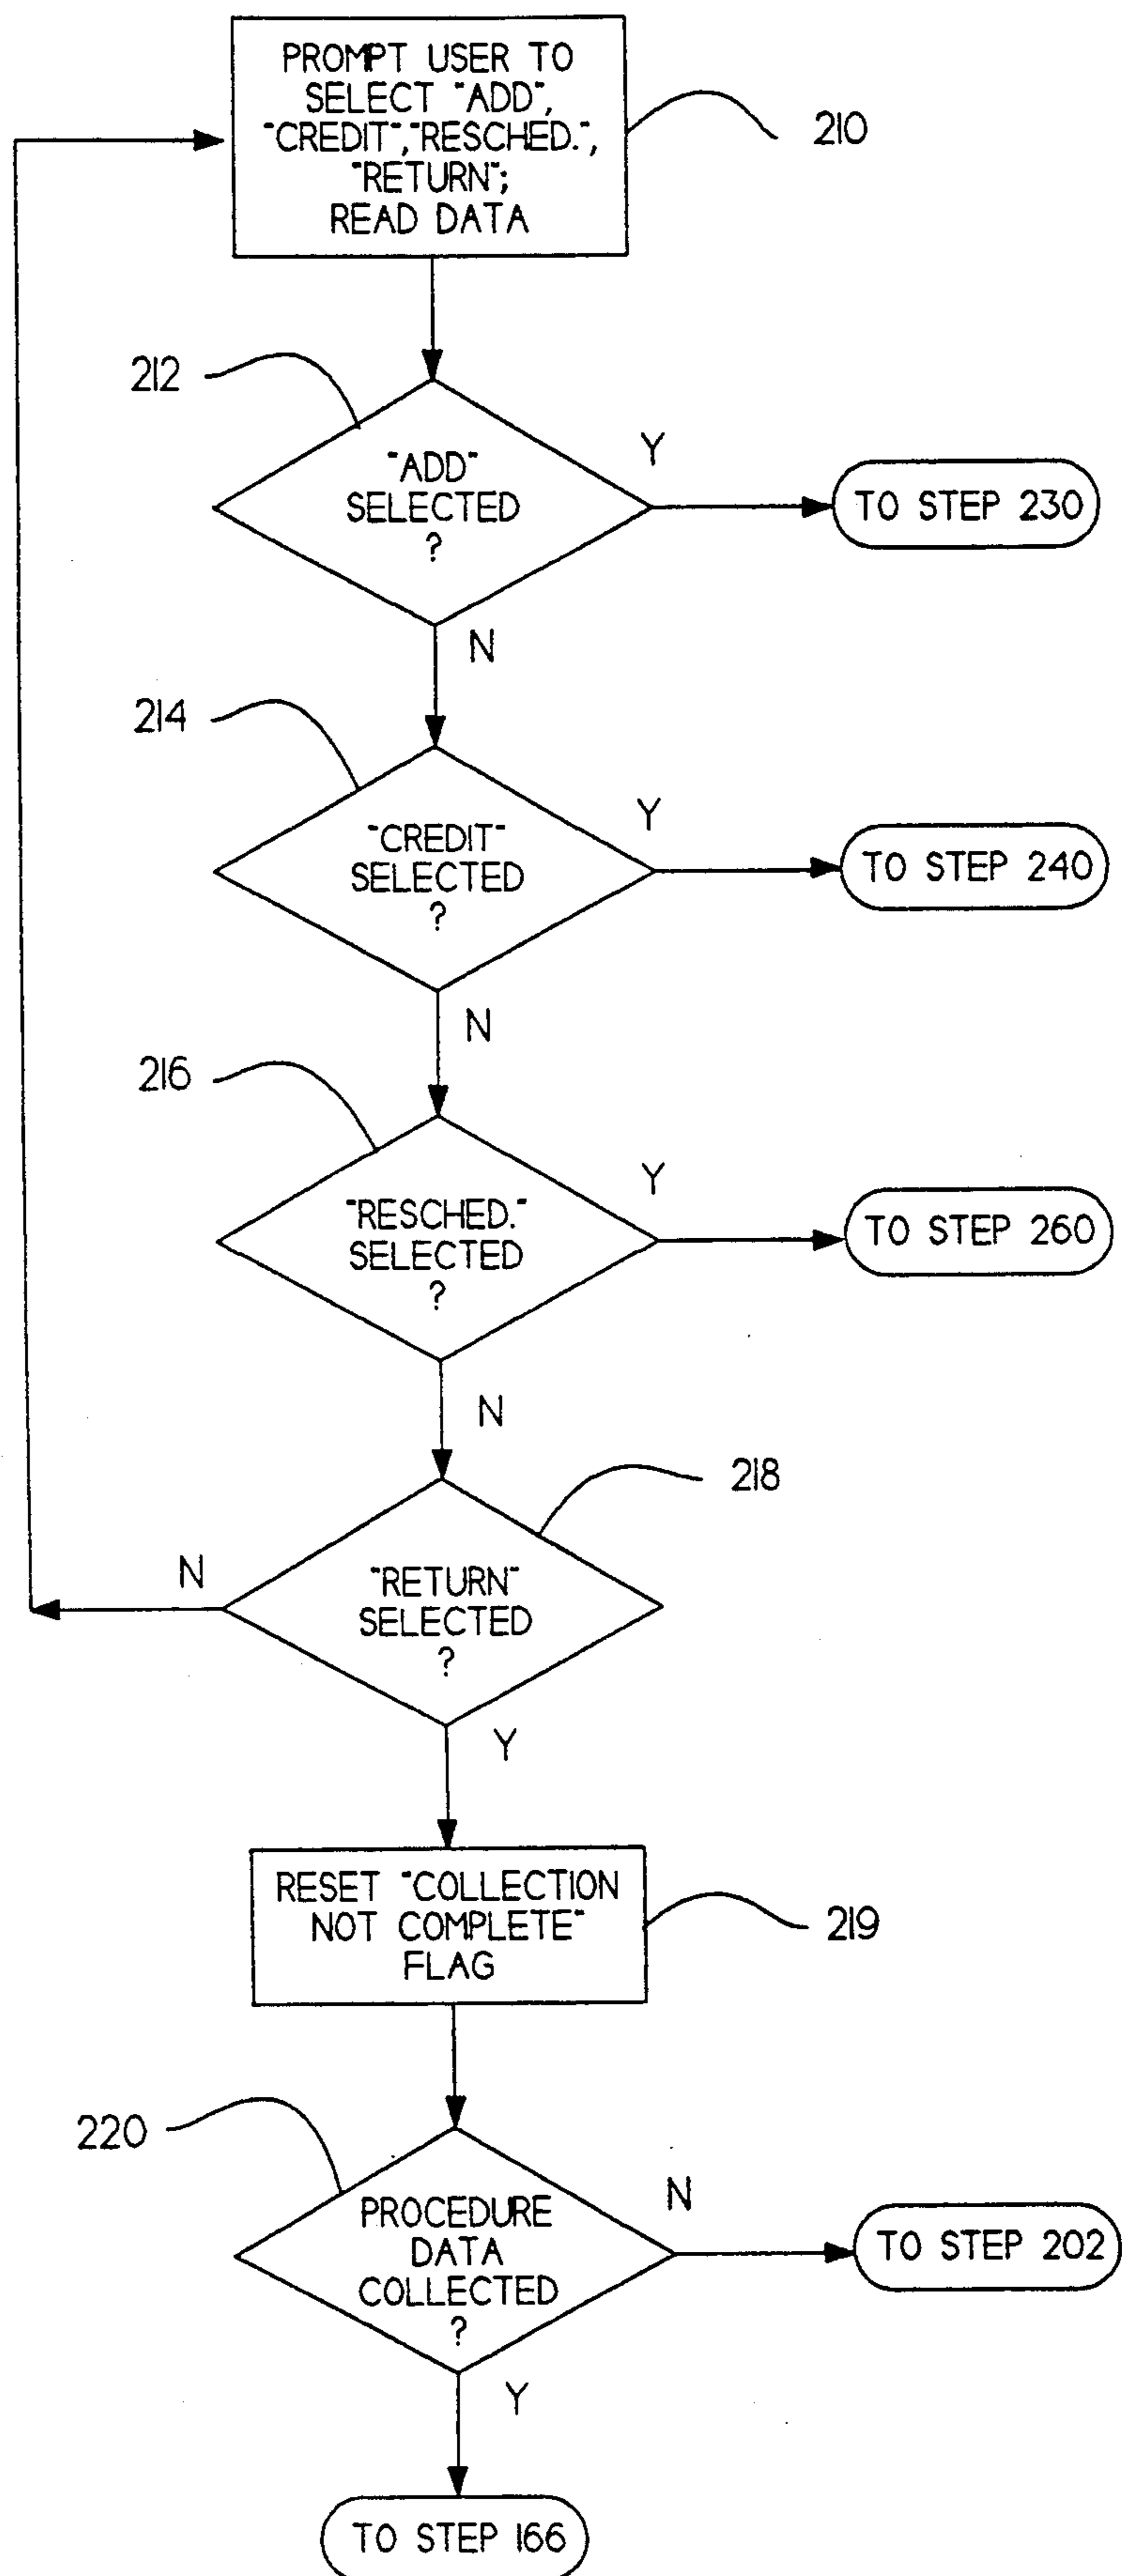 PROMPT USER TO
SELECT "ADD",
"CREDIT","RESCHED.",
"RETURN";
READ DATA
210
212
"ADD"
SELECTED
?
Y
TO STEP 230
N
214
"CREDIT"
SELECTED
?
Y
TO STEP 240
N
216
"RESCHED."
SELECTED
?
Y
TO STEP 260
N
218
"RETURN"
SELECTED
?
N
Y
RESET "COLLECTION
NOT COMPLETE"
FLAG
219
220
PROCEDURE
DATA
COLLECTED
?
N
TO STEP 202
Y
TO STEP 166